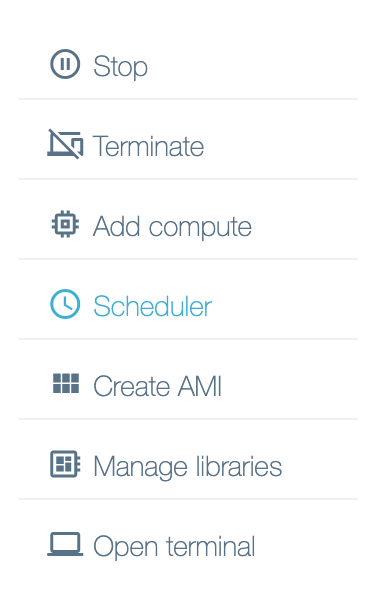 Stop
Terminate
Add compute
Scheduler
Create AMI
Manage libraries
Open terminal